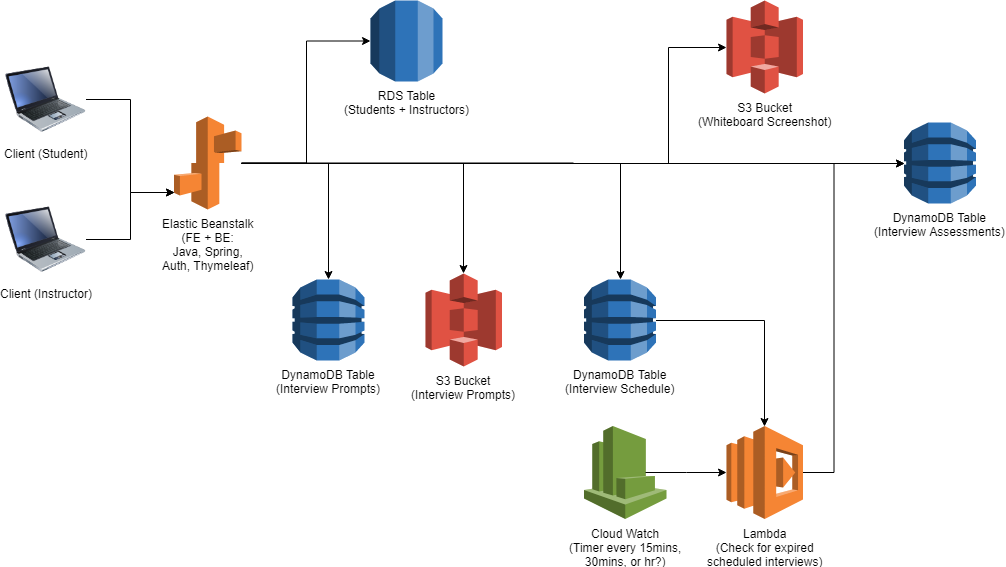 RDS Table
(Students + Instructors)
S3 Bucket
(Whiteboard Screenshot)
Client (Student)
DynamoDB Table
(Interview Assessments)
Elastic Beanstalk
(FE + BE:
Java, Spring,
Auth, Thymeleaf)
Client (Instructor)
DynamoDB Table
(Interview Prompts)
S3 Bucket
(Interview Prompts)
DynamoDB Table
(Interview Schedule)
Cloud Watch
(Timer every 15mins,
30mins, or hr?)
Lambda
(Check for expired
scheduled interviews)